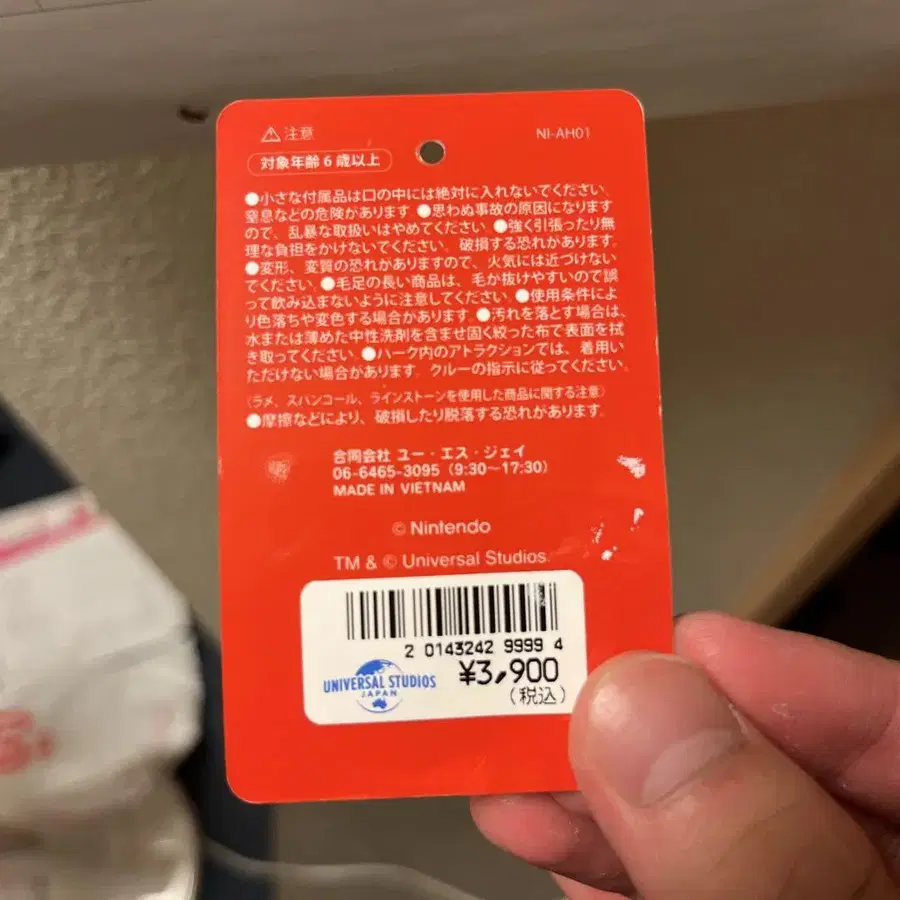 ⚠注意
NI-AH01
対象年齢6歳以上
●小さな付属品は口の中には絶対に入れないでください。
窒息などの危険があります。●思わぬ事故の原因になります
ので、乱暴な取扱いはやめてください。●強く引張ったり無
理な負担をかけないでください。破損する恐れがあります。
●変形、変質の恐れがありますので、火気には近づけない
でください。●毛足の長い商品は、毛が抜けやすいので誤
って飲み込まないように注意してください。●使用条件によ
り色落ちや変色する場合があります。●汚れを落とす場合は、
水または薄めた中性洗剤を含ませ固く絞った布で表面を拭
き取ってください。●パーク内のアトラクションでは、着用い
ただけない場合があります。クルーの指示に従ってください。
〈ラメ、スパンコール、ラインストーンを使用した商品に関する注意〉
●摩擦などにより、破損したり脱落する恐れがあります。
合同会社 ユー・エス・ジェイ
06-6465-3095（9:30〜17:30）
MADE IN VIETNAM
© Nintendo
TM & © Universal Studios.
2 0143242 9999 4
UNIVERSAL STUDIOS
JAPAN
¥3,900
(税込)